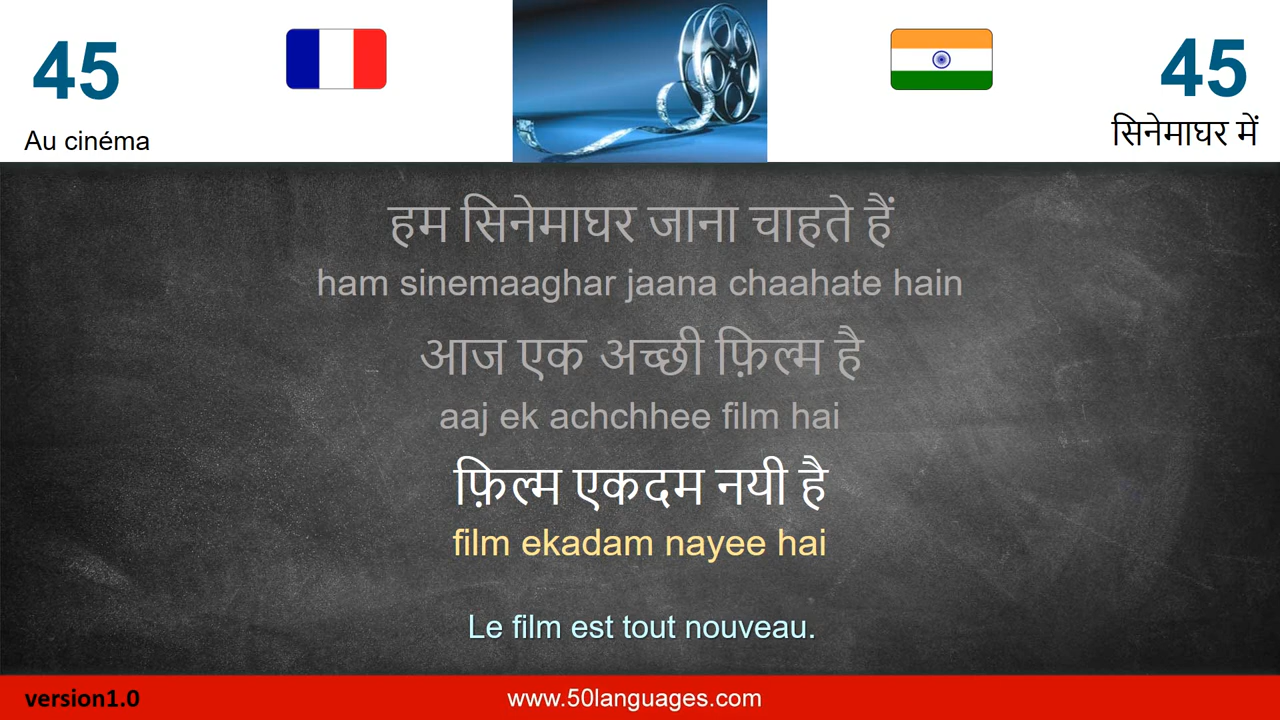 45
Au cinéma
45
सिनेमाघर में
हम सिनेमाघर जाना चाहते हैं
ham sinemaaghar jaana chaahate hain
आज एक अच्छी फ़िल्म है
aaj ek achchhee film hai
फ़िल्म एकदम नयी है
film ekadam nayee hai
Le film est tout nouveau.
version1.0
www.50languages.com